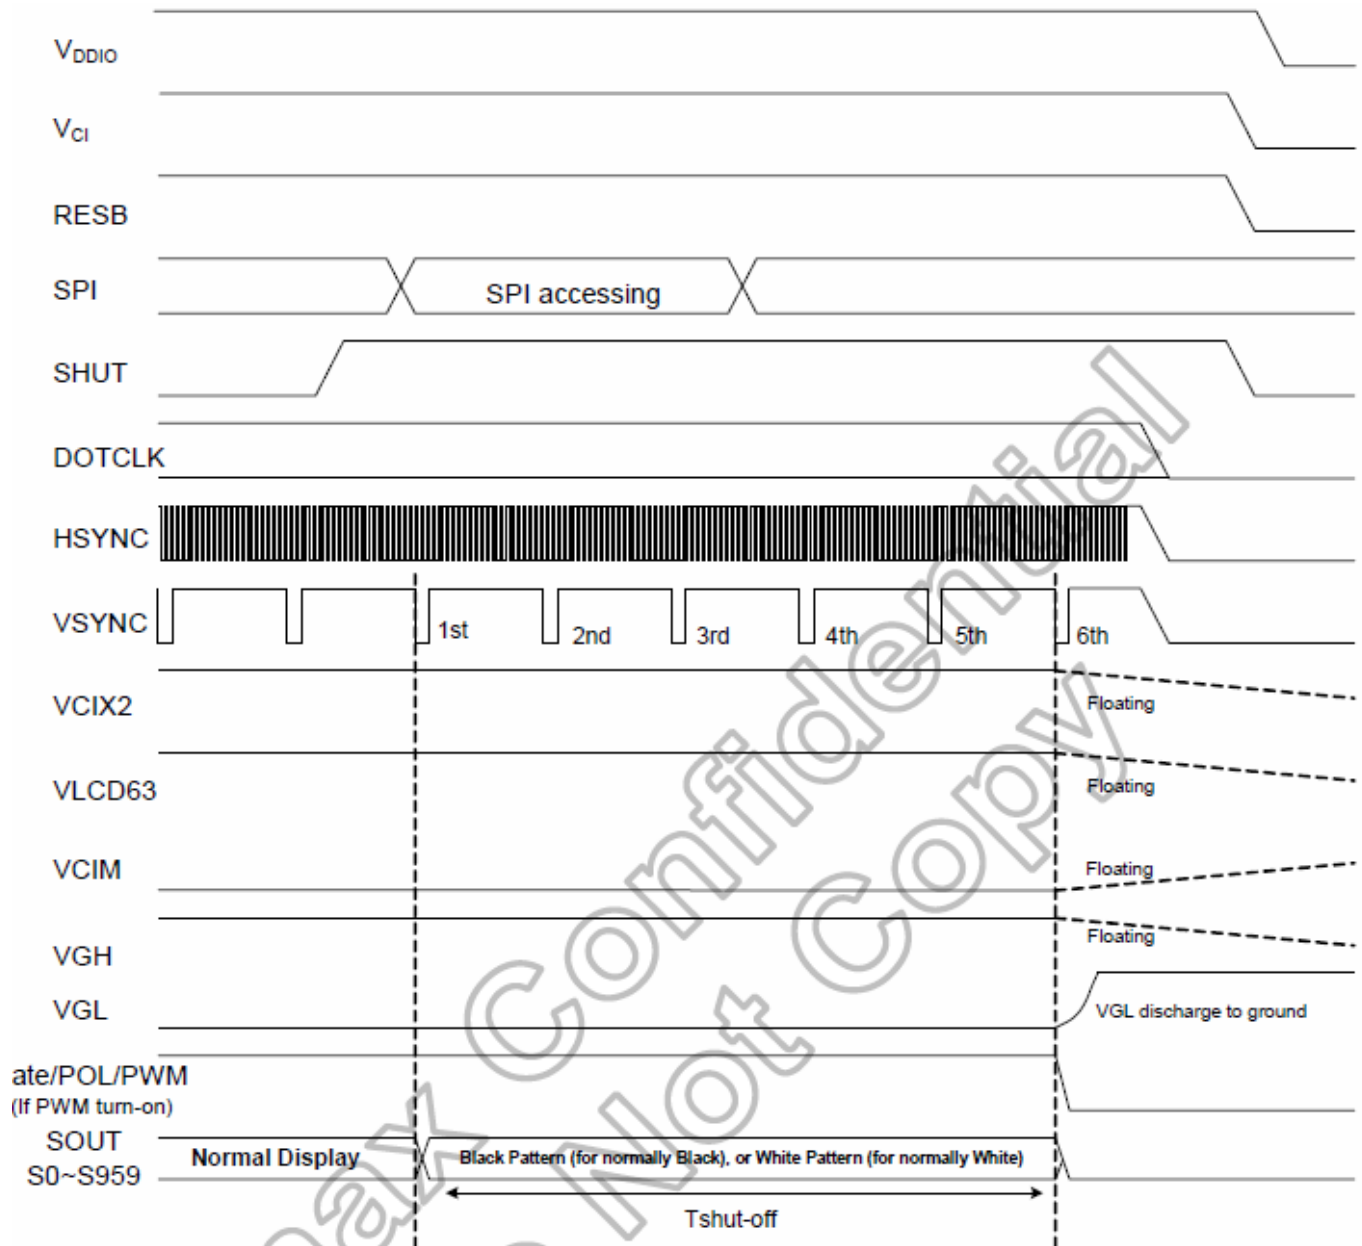 VDDIO
VCI
RESB
SPI
SPI accessing
SHUT
DOTCLK
HSYNC
VSYNC
1st
2nd
3rd
4th
5th
6th
VCIX2
Floating
VLCD63
Floating
VCIM
Floating
VGH
Floating
VGL
VGL discharge to ground
ate/POL/PWM
(If PWM turn-on)
SOUT
S0~S959
Normal Display
Black Pattern (for normally Black), or White Pattern (for normally White)
Tshut-off
ax Confidential
Not Copy